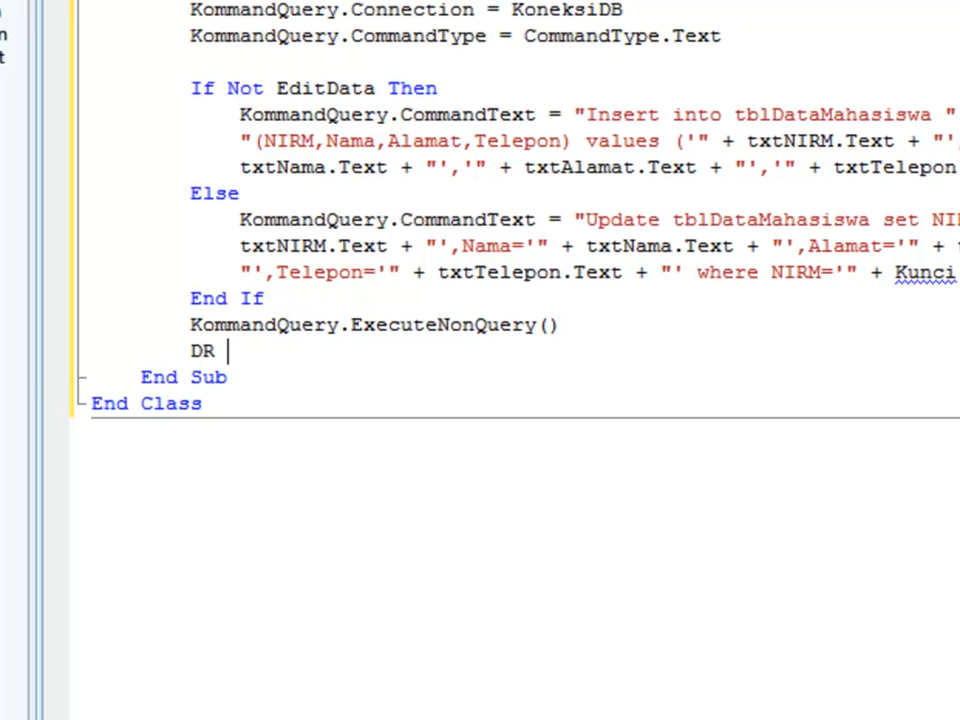 n
t
KommandQuery.Connection = KoneksiDB
KommandQuery.CommandType = CommandType.Text
If Not EditData Then
KommandQuery.CommandText = "Insert into tblDataMahasiswa "
"(NIRM,Nama,Alamat,Telepon) values ('" + txtNIRM.Text + "'
txtNama.Text + "','" + txtAlamat.Text + "','" + txtTelepon
Else
KommandQuery.CommandText = "Update tblDataMahasiswa set NI
txtNIRM.Text + "',Nama='" + txtNama.Text + "',Alamat='" +
"',Telepon='" + txtTelepon.Text + "' where NIRM='" + Kunci
End If
KommandQuery.ExecuteNonQuery()
DR
End Sub
End Class